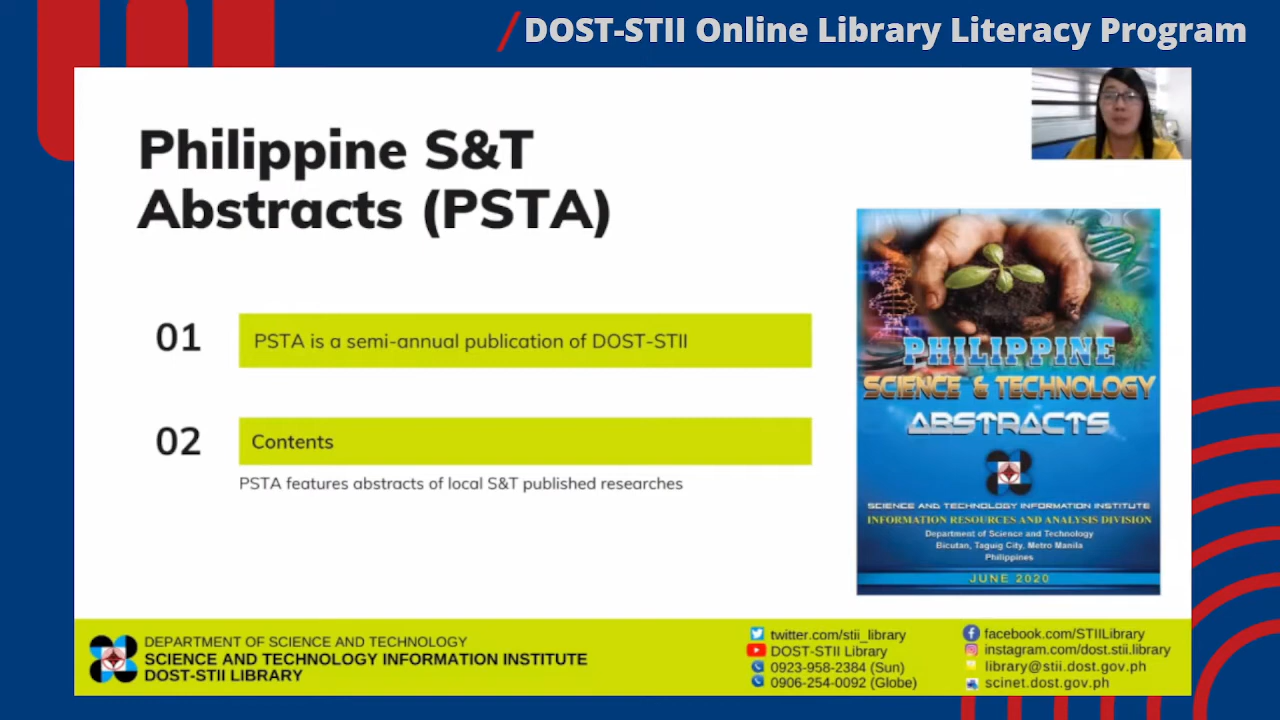 /DOST-STII Online Library Literacy Program
Philippine S&T
Abstracts (PSTA)
01
PSTA is a semi-annual publication of DOST-STII
02
Contents
PSTA features abstracts of local S&T published researches
PHILIPPINE
SCIENCE & TECHNOLOGY
ABSTRACTS
SCIENCE AND TECHNOLOGY INFORMATION INSTITUTE
INFORMATION RESOURCES AND ANALYSIS DIVISION
Department of Science and Technology
Bicutan, Taguig City, Metro Manila
Philippines
JUNE 2020
DEPARTMENT OF SCIENCE AND TECHNOLOGY
SCIENCE AND TECHNOLOGY INFORMATION INSTITUTE
DOST-STII LIBRARY
twitter.com/stii_library
DOST-STII Library
0923-958-2384 (Sun)
0906-254-0092 (Globe)
facebook.com/STIILibrary
instagram.com/dost.stii.library
library@stii.dost.gov.ph
scinet.dost.gov.ph